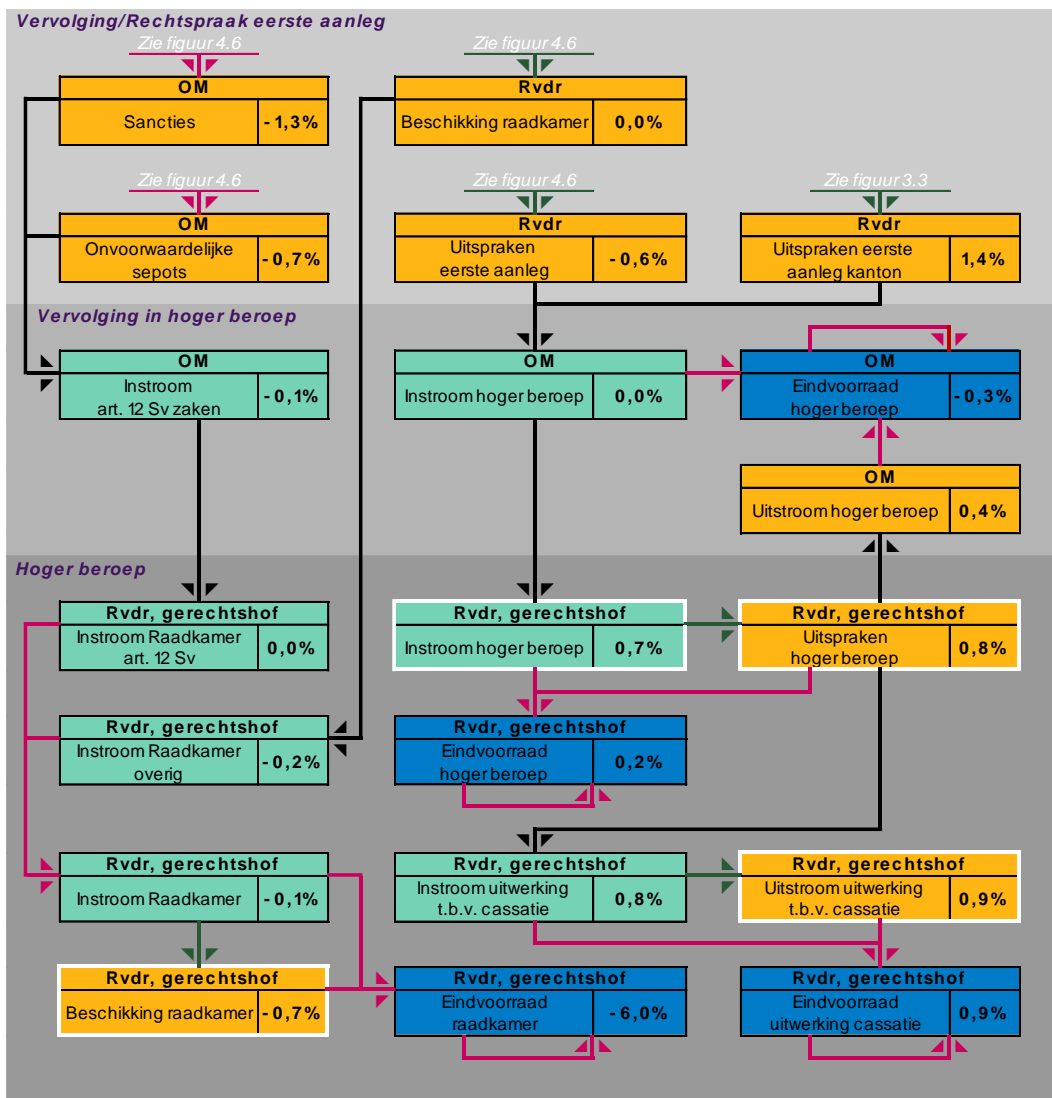 Vervolging/Rechtspraak eerste aanleg
Zie figuur 4.6
Zie figuur 4.6
OM
Sancties
- 1,3%
Rvdr
Beschikking raadkamer
0,0%
Zie figuur 4.6
Zie figuur 4.6
Zie figuur 3.3
OM
Onvoorwaardelijke
sepots
- 0,7%
Rvdr
Uitspraken
eerste aanleg
- 0,6%
Rvdr
Uitspraken eerste
aanleg kanton
1,4%
Vervolging in hoger beroep
OM
Instroom
art. 12 Sv zaken
- 0,1%
OM
Instroom hoger beroep
0,0%
OM
Eindvoorraad
hoger beroep
- 0,3%
OM
Uitstroom hoger beroep
0,4%
Hoger beroep
Rvdr, gerechtshof
Instroom Raadkamer
art. 12 Sv
0,0%
Rvdr, gerechtshof
Instroom hoger beroep
0,7%
Rvdr, gerechtshof
Uitspraken
hoger beroep
0,8%
Rvdr, gerechtshof
Instroom Raadkamer
overig
- 0,2%
Rvdr, gerechtshof
Eindvoorraad
hoger beroep
0,2%
Rvdr, gerechtshof
Instroom Raadkamer
- 0,1%
Rvdr, gerechtshof
Instroom uitwerking
t.b.v. cassatie
0,8%
Rvdr, gerechtshof
Uitstroom uitwerking
t.b.v. cassatie
0,9%
Rvdr, gerechtshof
Beschikking raadkamer
- 0,7%
Rvdr, gerechtshof
Eindvoorraad
raadkamer
-6,0%
Rvdr, gerechtshof
Eindvoorraad
uitwerking cassatie
0,9%